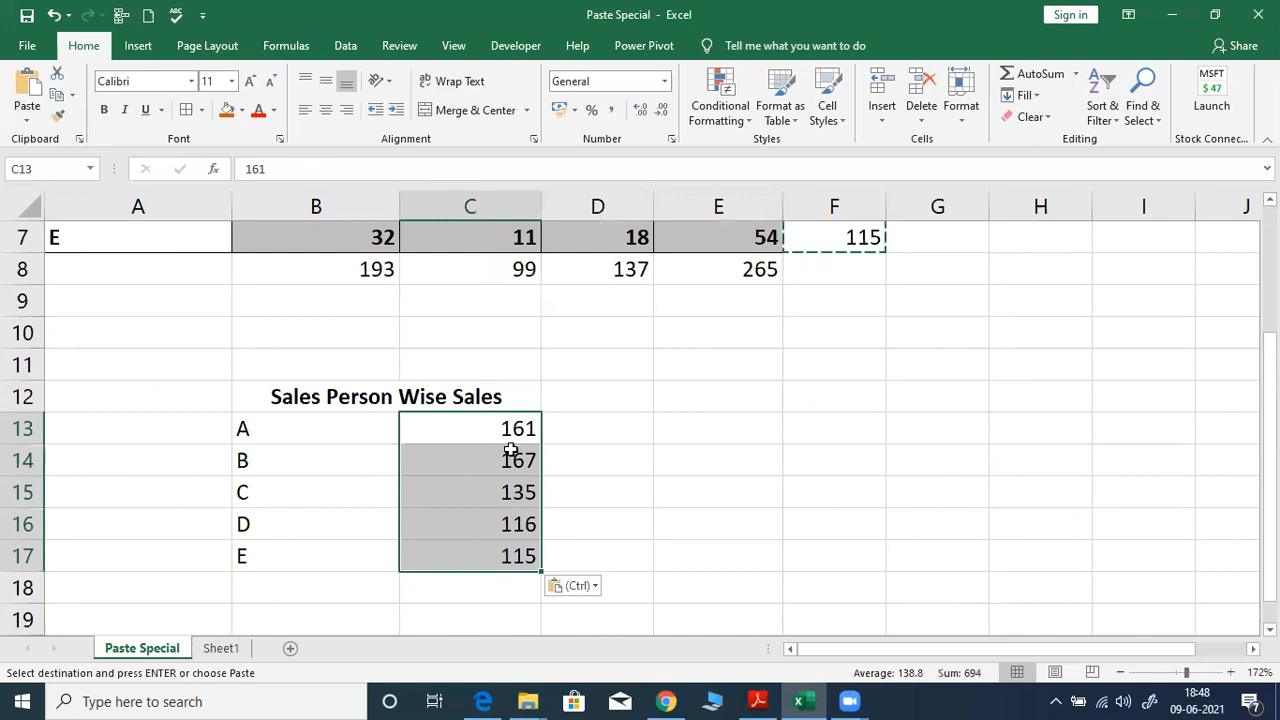 Paste Special - Excel
Sign in
File Home Insert Page Layout Formulas Data Review View Developer Help Power Pivot Tell me what you want to do Share
Paste
Calibri 11
B I U
Wrap Text
Merge & Center
General
Conditional Formatting
Format as Table
Cell Styles
Insert Delete Format
AutoSum
Fill
Clear
Sort & Filter
Find & Select
MSFT
$ 47
Launch
Clipboard Font Alignment Number Styles Cells Editing Stock Connec...
C13 fx 161
A B C D E F G H I J
7 E 32 11 18 54 115
8 193 99 137 265
9
10
11
12 Sales Person Wise Sales
13 A 161
14 B 167
15 C 135
16 D 116
17 E 115
(Ctrl)
18
19
Paste Special Sheet1
Select destination and press ENTER or choose Paste Average: 138.8 Sum: 694 172%
Type here to search
18:48
09-06-2021
7